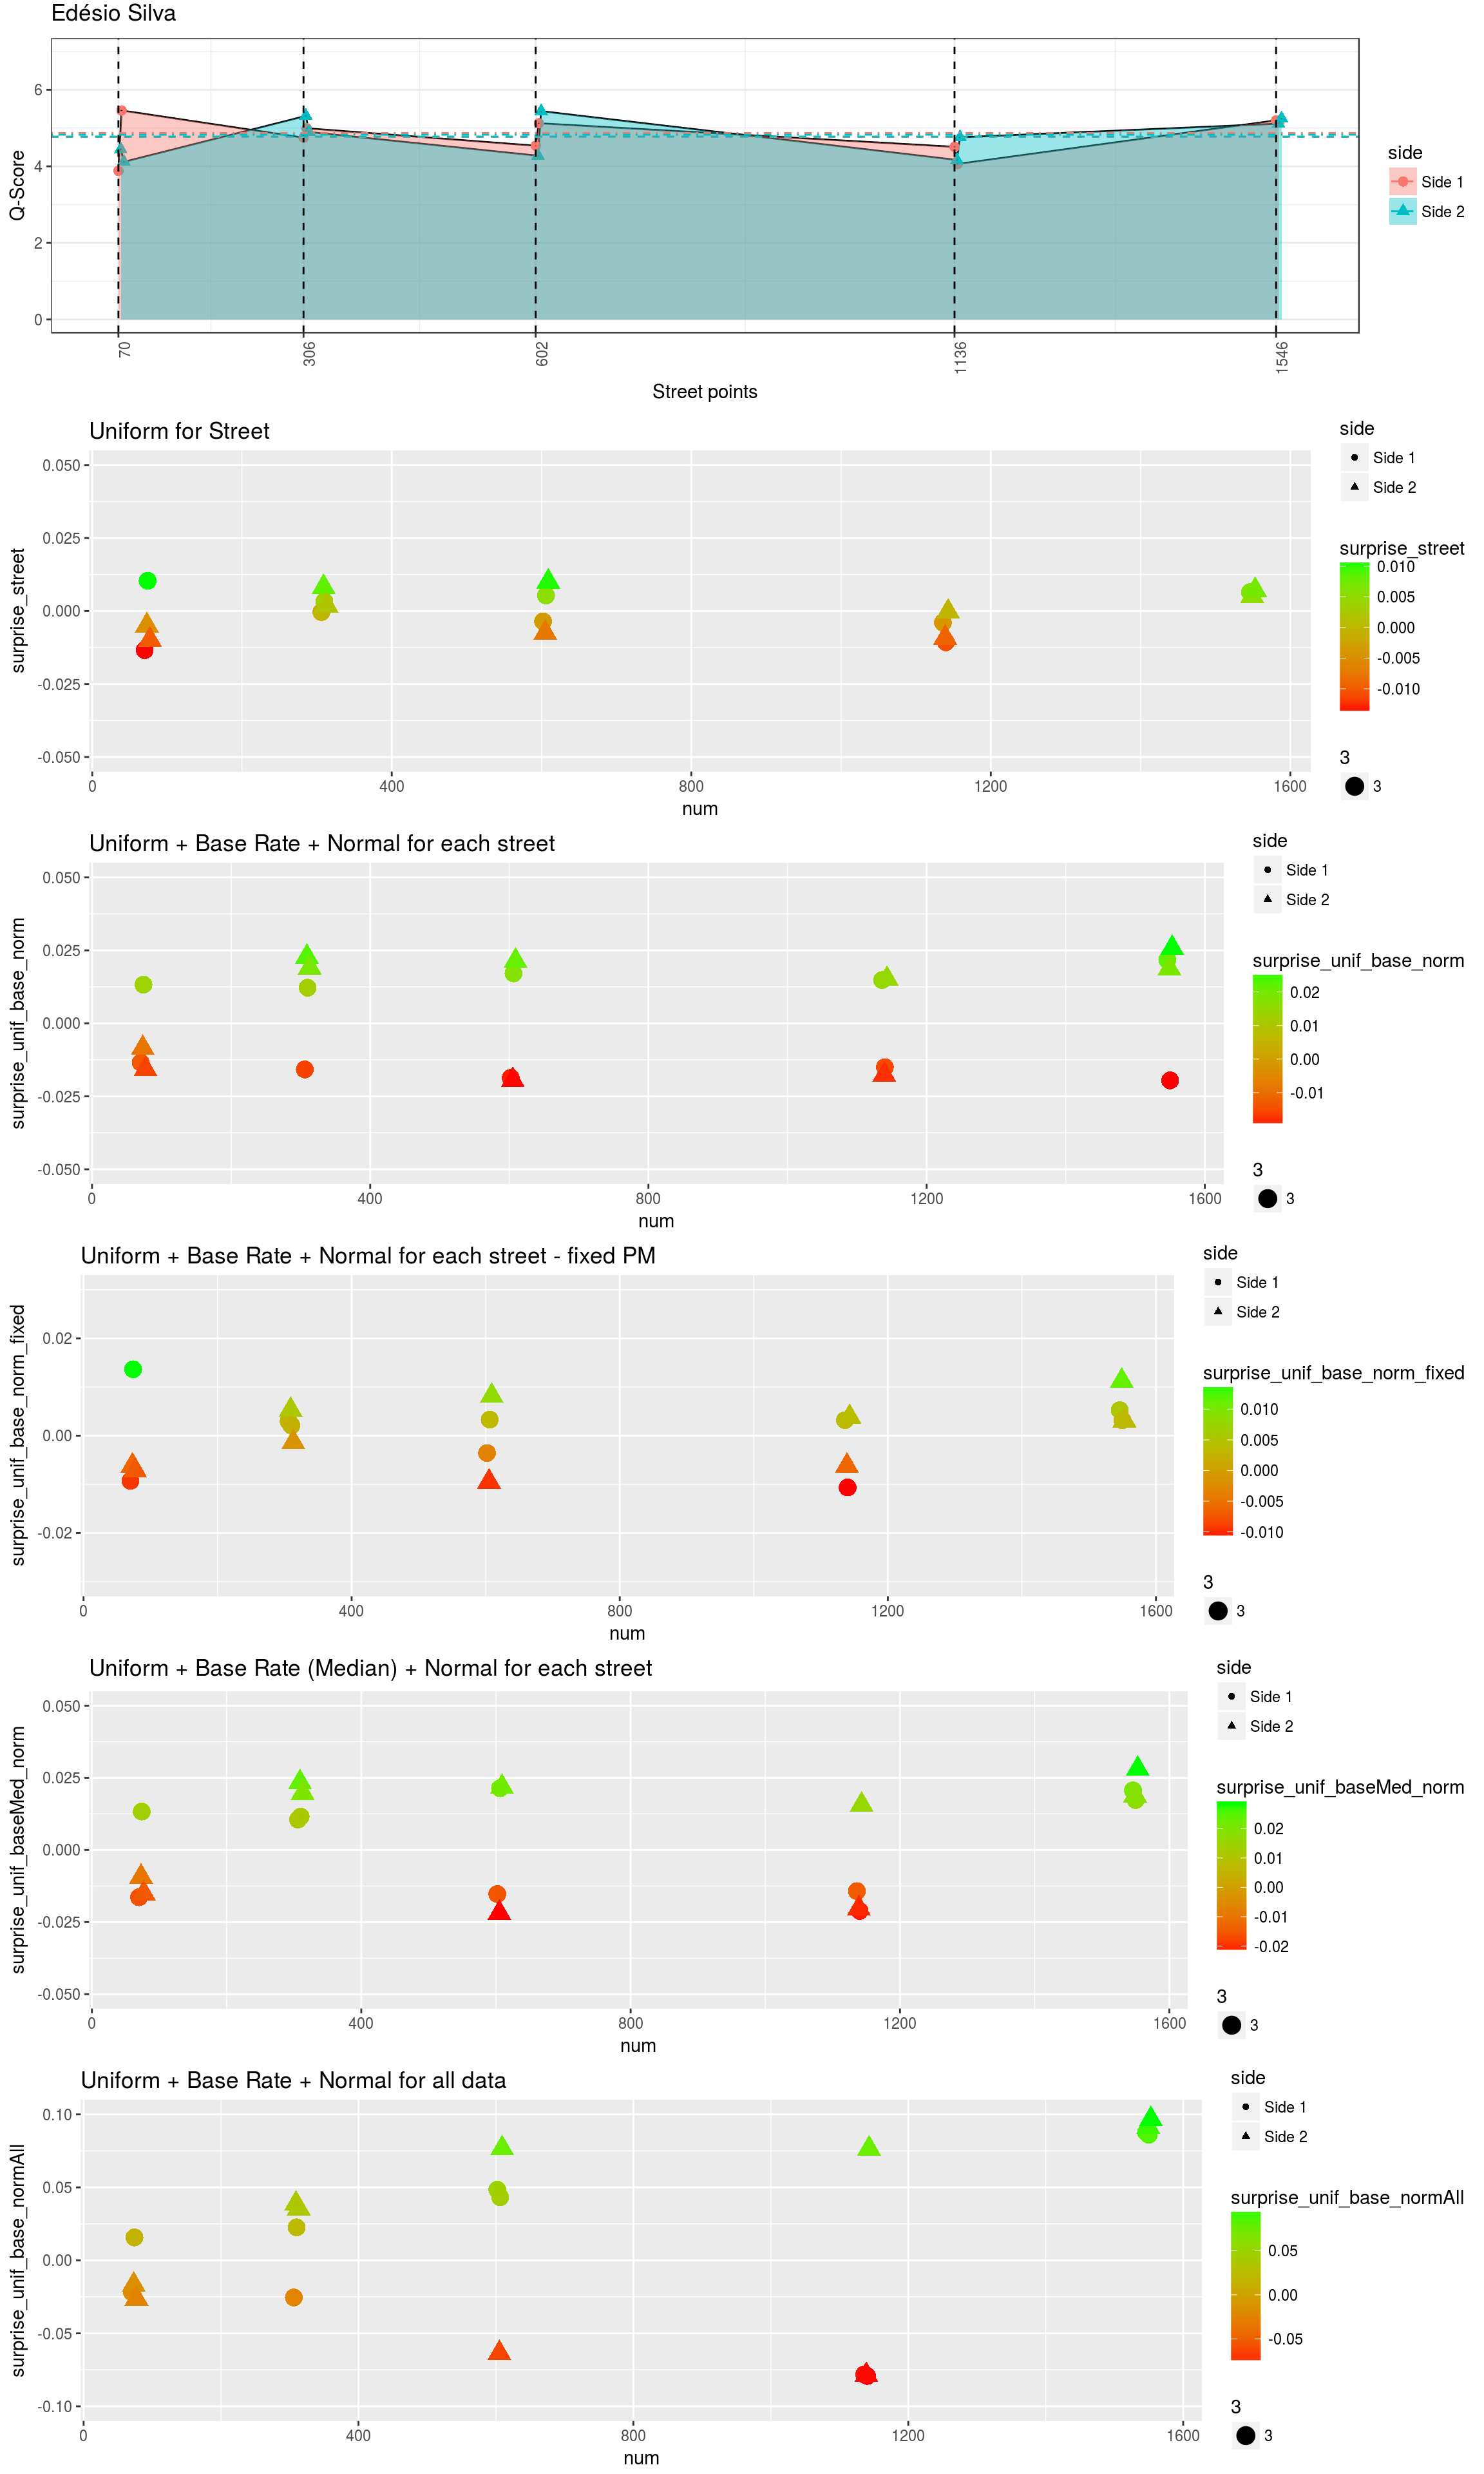 Edésio Silva
Q-Score
6
4
2
0
70
306
602
1136
1546
Street points
side
Side 1
Side 2
Uniform for Street
surprise_street
0.050
0.025
0.000
-0.025
-0.050
0
400
800
1200
1600
num
side
Side 1
Side 2
surprise_street
0.010
0.005
0.000
-0.005
-0.010
3
3
Uniform + Base Rate + Normal for each street
surprise_unif_base_norm
0.050
0.025
0.000
-0.025
-0.050
0
400
800
1200
1600
num
side
Side 1
Side 2
surprise_unif_base_norm
0.02
0.01
0.00
-0.01
3
3
Uniform + Base Rate + Normal for each street - fixed PM
surprise_unif_base_norm_fixed
0.02
0.00
-0.02
0
400
800
1200
1600
num
side
Side 1
Side 2
surprise_unif_base_norm_fixed
0.010
0.005
0.000
-0.005
-0.010
3
3
Uniform + Base Rate (Median) + Normal for each street
surprise_unif_baseMed_norm
0.050
0.025
0.000
-0.025
-0.050
0
400
800
1200
1600
num
side
Side 1
Side 2
surprise_unif_baseMed_norm
0.02
0.01
0.00
-0.01
-0.02
3
3
Uniform + Base Rate + Normal for all data
surprise_unif_base_normAll
0.10
0.05
0.00
-0.05
-0.10
0
400
800
1200
1600
num
side
Side 1
Side 2
surprise_unif_base_normAll
0.05
0.00
-0.05
3
3